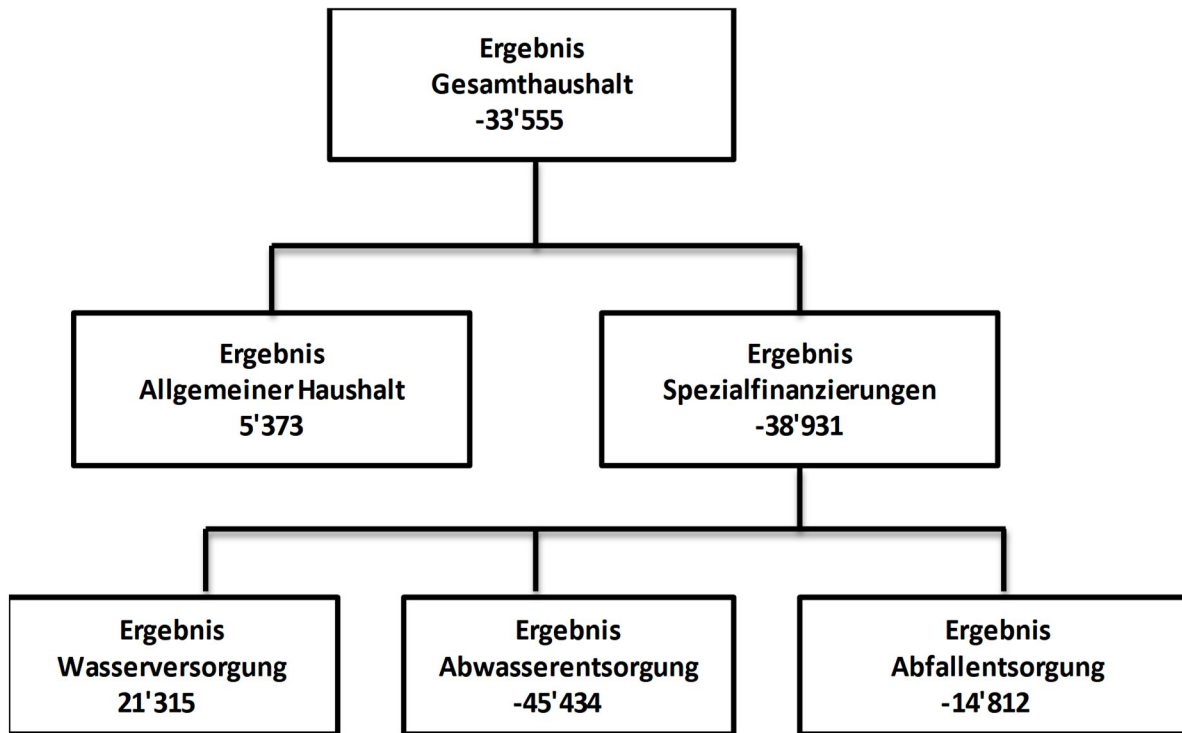 Ergebnis
Gesamthaushalt
-33'555
Ergebnis
Allgemeiner Haushalt
5'373
Ergebnis
Spezialfinanzierungen
-38'931
Ergebnis
Wasserversorgung
21'315
Ergebnis
Abwasserentsorgung
-45'434
Ergebnis
Abfallentsorgung
-14'812